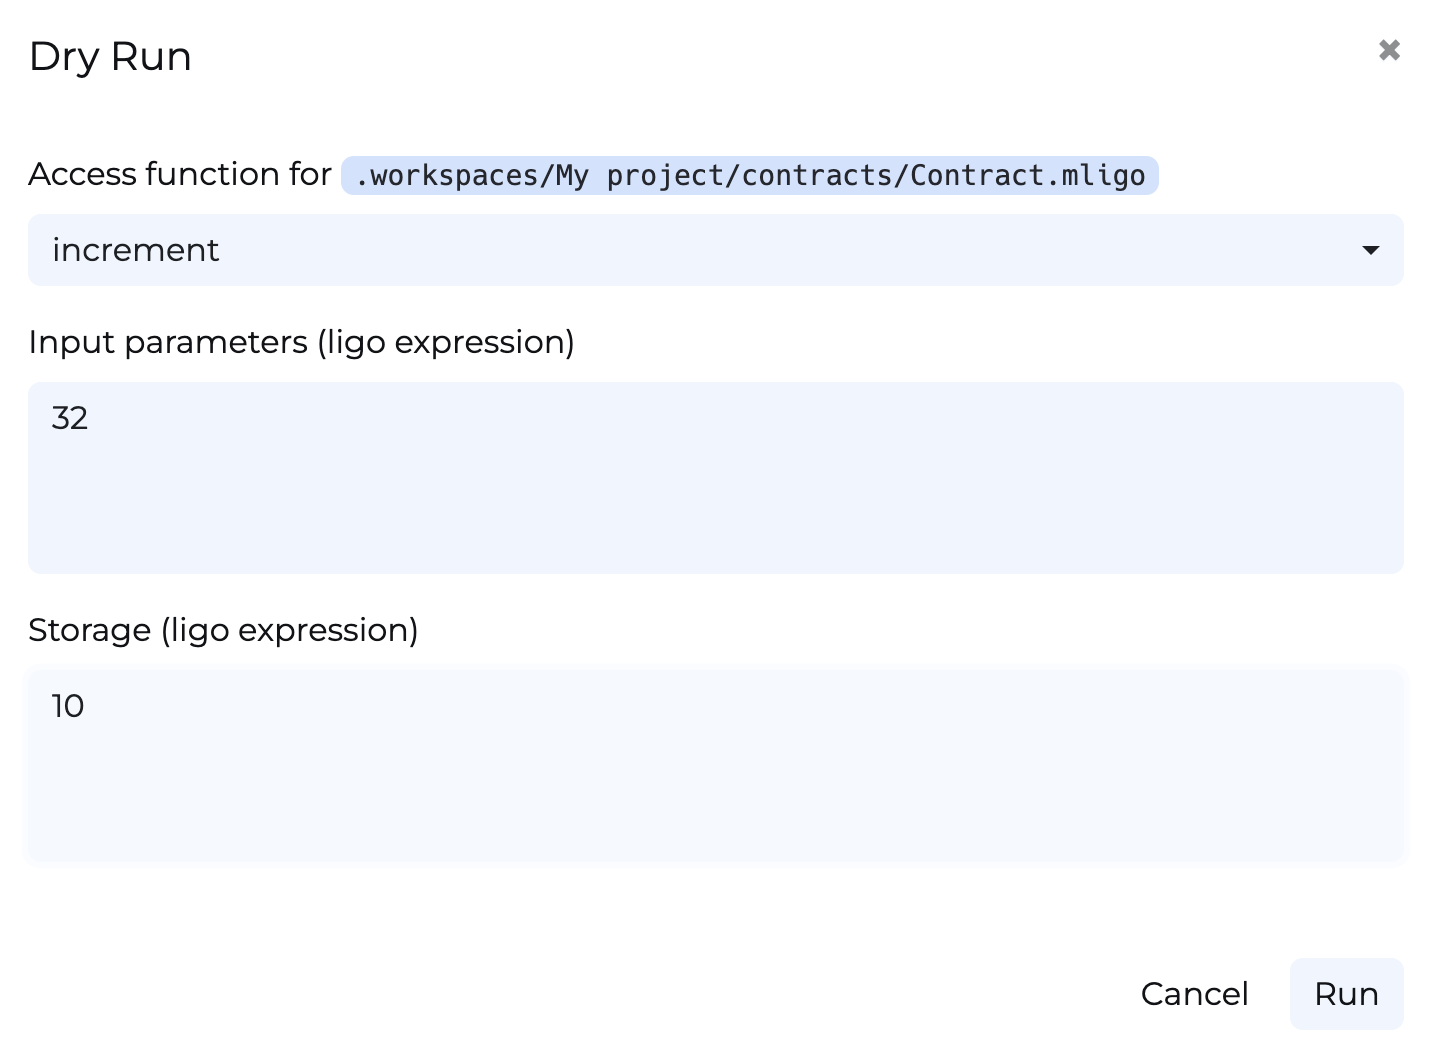 Dry Run ✖
Access function for .workspaces/My project/contracts/Contract.mligo
increment
Input parameters (ligo expression)
32
Storage (ligo expression)
10
Cancel Run